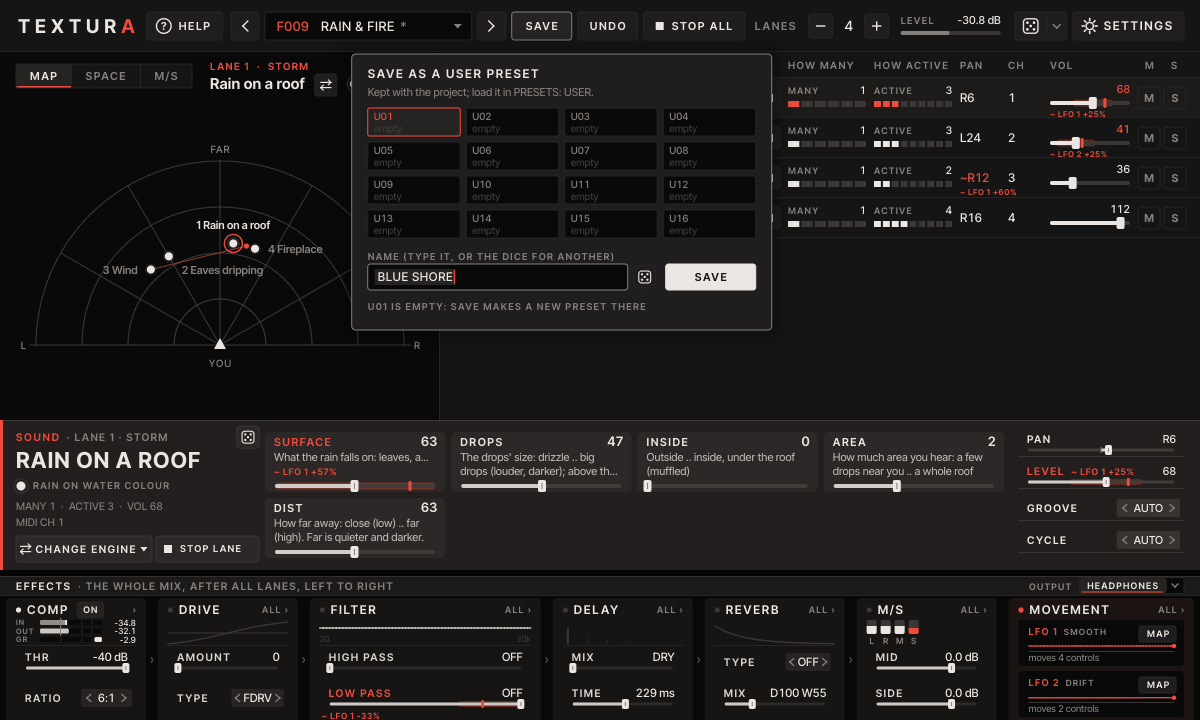 TEXTURA
HELP
F009 RAIN & FIRE *
SAVE
UNDO
STOP ALL
LANES
4
LEVEL -30.8 dB
SETTINGS
MAP
SPACE
M/S
LANE 1 · STORM
Rain on a roof
SAVE AS A USER PRESET
Kept with the project; load it in PRESETS: USER.
U01 empty
U02 empty
U03 empty
U04 empty
U05 empty
U06 empty
U07 empty
U08 empty
U09 empty
U10 empty
U11 empty
U12 empty
U13 empty
U14 empty
U15 empty
U16 empty
NAME (TYPE IT, OR THE DICE FOR ANOTHER)
BLUE SHORE
SAVE
U01 IS EMPTY: SAVE MAKES A NEW PRESET THERE
HOW MANY HOW ACTIVE PAN CH VOL M S
MANY 1 ACTIVE 3 R6 1 68 M S
~ LFO 1 +25%
MANY 1 ACTIVE 3 L24 2 41 M S
~ LFO 2 +25%
MANY 1 ACTIVE 2 ~R12 3 36 M S
~ LFO 1 +60%
MANY 1 ACTIVE 4 R16 4 112 M S
FAR
1 Rain on a roof
4 Fireplace
3 Wind
2 Eaves dripping
L
R
YOU
SOUND · LANE 1 · STORM
RAIN ON A ROOF
RAIN ON WATER COLOUR
MANY 1 · ACTIVE 3 · VOL 68
MIDI CH 1
CHANGE ENGINE
STOP LANE
SURFACE 63
What the rain falls on: leaves, a...
~ LFO 1 +57%
DROPS 47
The drops' size: drizzle .. big
drops (louder, darker); above th...
INSIDE 0
Outside .. inside, under the roof
(muffled)
AREA 2
How much area you hear: a few
drops near you .. a whole roof
DIST 63
How far away: close (low) .. far
(high). Far is quieter and darker.
PAN R6
LEVEL ~ LFO 1 +25% 68
GROOVE < AUTO >
CYCLE < AUTO >
EFFECTS · THE WHOLE MIX, AFTER ALL LANES, LEFT TO RIGHT
OUTPUT HEADPHONES
COMP ON ›
IN -34.8
OUT -32.1
GR -2.9
THR -40 dB
RATIO < 6:1 >
DRIVE ALL ›
AMOUNT 0
TYPE < FDRV >
FILTER ALL ›
20 20k
HIGH PASS OFF
LOW PASS OFF
~ LFO 1 -33%
DELAY ALL ›
MIX DRY
TIME 229 ms
REVERB ALL ›
TYPE < OFF >
MIX D100 W55
M/S ALL ›
L R M S
MID 0.0 dB
SIDE 0.0 dB
MOVEMENT ALL ›
LFO 1 SMOOTH MAP
moves 4 controls
LFO 2 DRIFT MAP
moves 2 controls